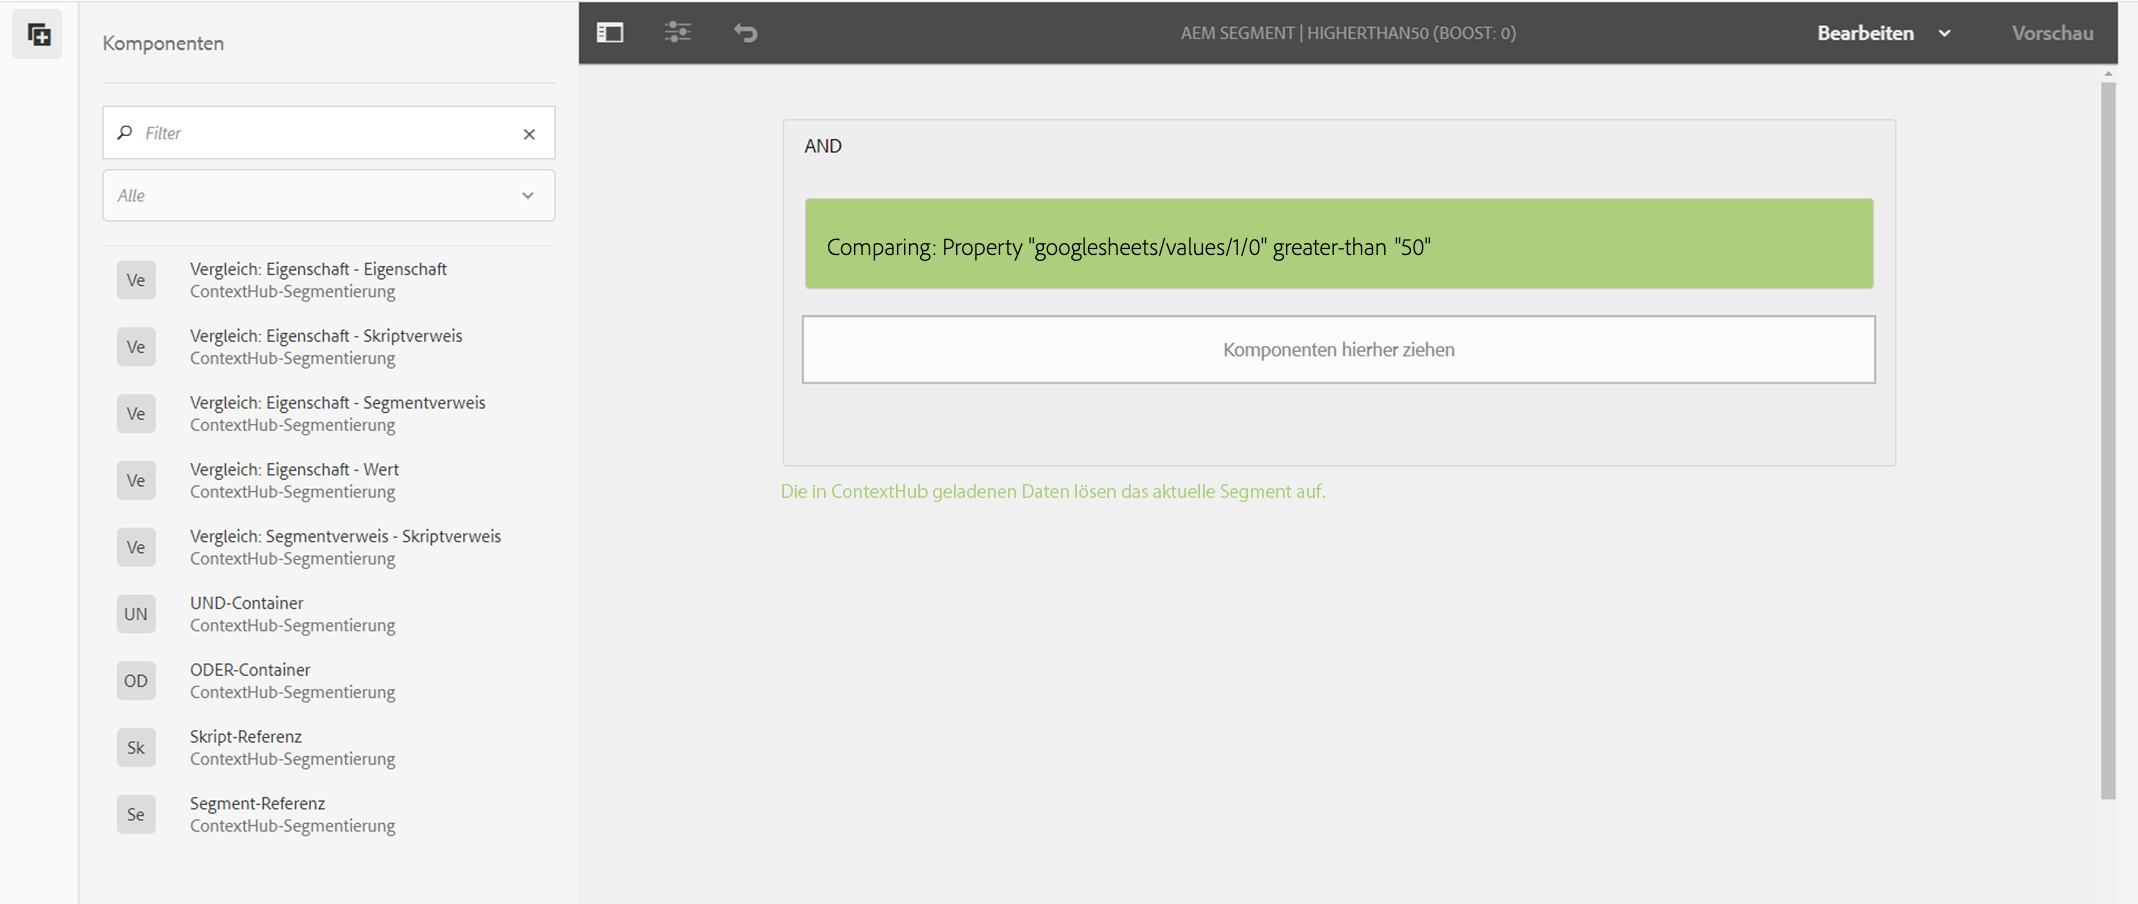 Komponenten
Filter
Alle
Ve
Vergleich: Eigenschaft - Eigenschaft
ContextHub-Segmentierung
Ve
Vergleich: Eigenschaft - Skriptverweis
ContextHub-Segmentierung
Ve
Vergleich: Eigenschaft - Segmentverweis
ContextHub-Segmentierung
Ve
Vergleich: Eigenschaft - Wert
ContextHub-Segmentierung
Ve
Vergleich: Segmentverweis - Skriptverweis
ContextHub-Segmentierung
UN
UND-Container
ContextHub-Segmentierung
OD
ODER-Container
ContextHub-Segmentierung
Sk
Skript-Referenz
ContextHub-Segmentierung
Se
Segment-Referenz
ContextHub-Segmentierung
AEM SEGMENT | HIGHERTHAN50 (BOOST: 0)
Bearbeiten
Vorschau
AND
Comparing: Property "googlesheets/values/1/0" greater-than "50"
Komponenten hierher ziehen
Die in ContextHub geladenen Daten lösen das aktuelle Segment auf.